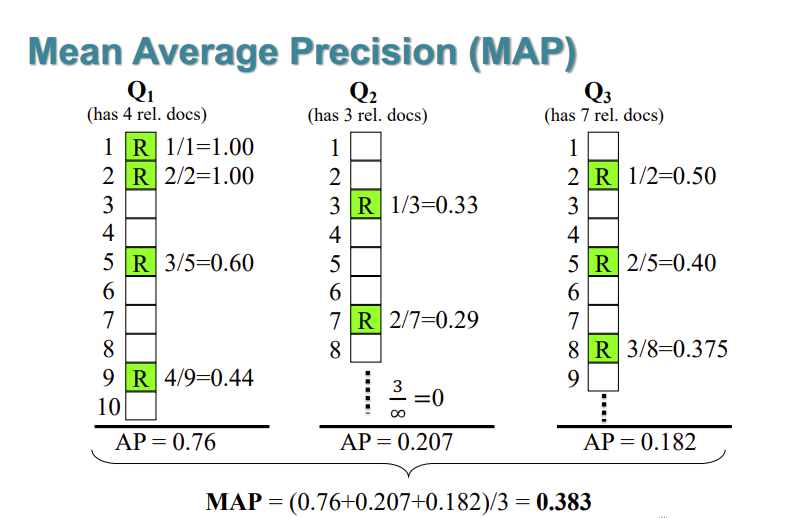 Mean Average Precision (MAP)
Q1
(has 4 rel. docs)
1 R 1/1=1.00
2 R 2/2=1.00
3
4
5 R 3/5=0.60
6
7
8
9 R 4/9=0.44
10
AP = 0.76
Q2
(has 3 rel. docs)
1
2
3 R 1/3=0.33
4
5
6
7 R 2/7=0.29
8
3/∞ =0
AP = 0.207
Q3
(has 7 rel. docs)
1
2 R 1/2=0.50
3
4
5 R 2/5=0.40
6
7
8 R 3/8=0.375
9
AP = 0.182
MAP = (0.76+0.207+0.182)/3 = 0.383